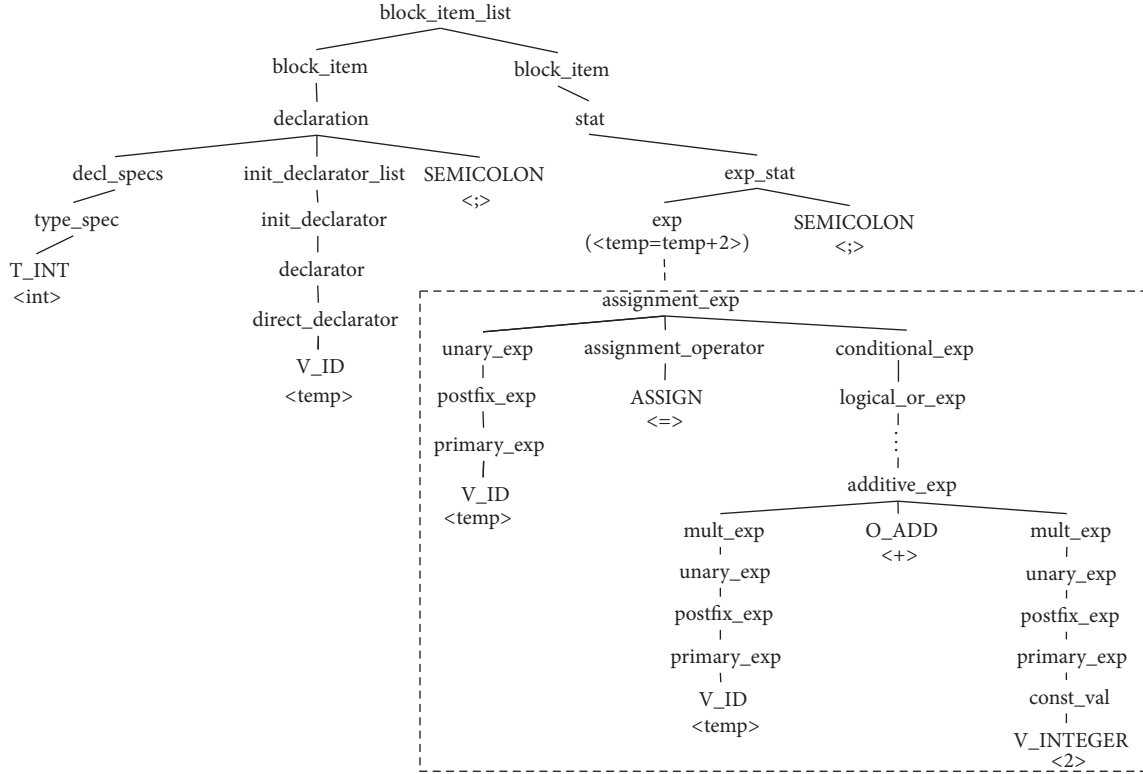 block_item_list
block_item block_item
declaration stat
decl_specs init_declarator_list SEMICOLON exp_stat
<;>
type_spec init_declarator exp SEMICOLON
(<temp=temp+2>) <;>
T_INT declarator
<int>
assignment_exp
direct_declarator
unary_exp assignment_operator conditional_exp
V_ID
<temp> postfix_exp ASSIGN logical_or_exp
<=>
primary_exp
V_ID additive_exp
<temp>
mult_exp O_ADD mult_exp
<+>
unary_exp unary_exp
postfix_exp postfix_exp
primary_exp primary_exp
V_ID const_val
<temp>
V_INTEGER
<2>